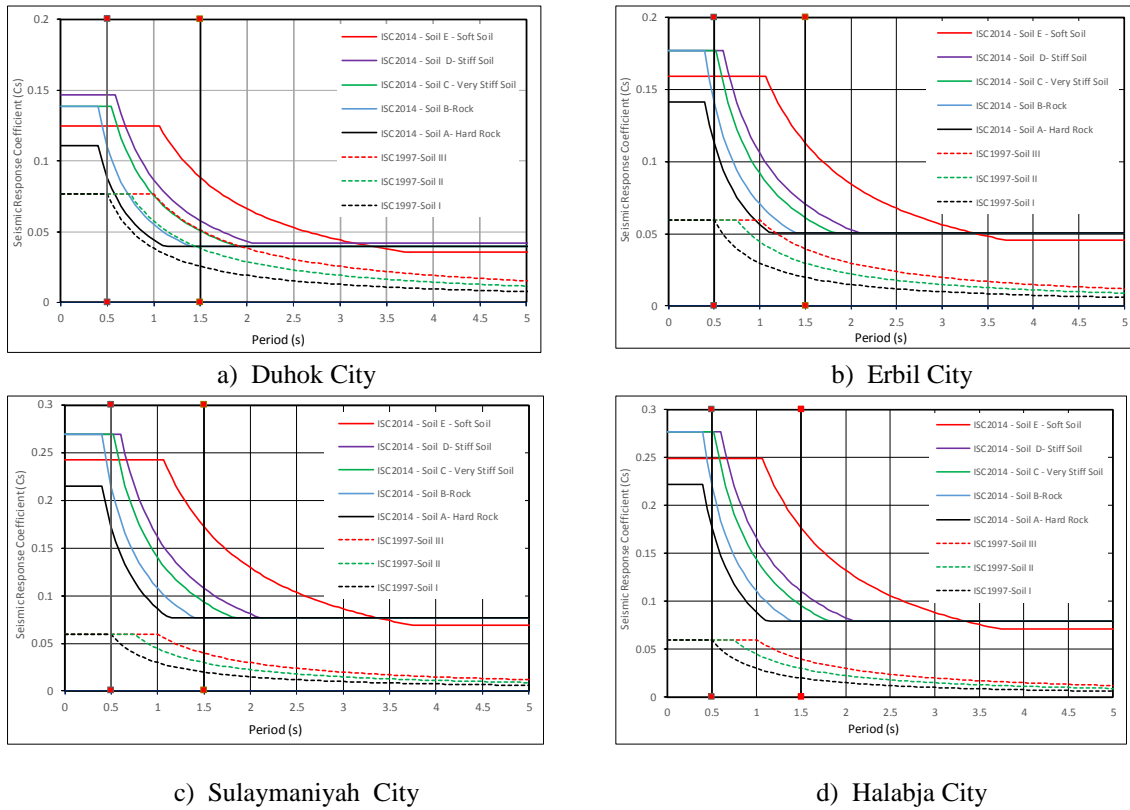 0.2
0.15
0.1
0.05
0
Seismic Response Coefficient (Cs)
ISC2014 - Soil E - Soft Soil
ISC2014 - Soil D- Stiff Soil
ISC2014 - Soil C - Very Stiff Soil
ISC2014 - Soil B-Rock
ISC2014 - Soil A- Hard Rock
ISC1997-Soil III
ISC1997-Soil II
ISC1997-Soil I
0 0.5 1 1.5 2 2.5 3 3.5 4 4.5 5
Period (s)
a) Duhok City
0.2
0.15
0.1
0.05
0
Seismic Response Coefficient (Cs)
ISC2014 - Soil E - Soft Soil
ISC2014 - Soil D- Stiff Soil
ISC2014 - Soil C - Very Stiff Soil
ISC2014 - Soil B-Rock
ISC2014 - Soil A- Hard Rock
ISC1997-Soil III
ISC1997-Soil II
ISC1997-Soil I
0 0.5 1 1.5 2 2.5 3 3.5 4 4.5 5
Period (s)
b) Erbil City
0.3
0.25
0.2
0.15
0.1
0.05
0
Seismic Response Coefficient (Cs)
ISC2014 - Soil E - Soft Soil
ISC2014 - Soil D- Stiff Soil
ISC2014 - Soil C - Very Stiff Soil
ISC2014 - Soil B-Rock
ISC2014 - Soil A- Hard Rock
ISC1997-Soil III
ISC1997-Soil II
ISC1997-Soil I
0 0.5 1 1.5 2 2.5 3 3.5 4 4.5 5
Period (s)
c) Sulaymaniyah City
0.3
0.25
0.2
0.15
0.1
0.05
0
Seismic Response Coefficient (Cs)
ISC2014 - Soil E - Soft Soil
ISC2014 - Soil D- Stiff Soil
ISC2014 - Soil C - Very Stiff Soil
ISC2014 - Soil B-Rock
ISC2014 - Soil A- Hard Rock
ISC1997-Soil III
ISC1997-Soil II
ISC1997-Soil I
0 0.5 1 1.5 2 2.5 3 3.5 4 4.5 5
Period (s)
d) Halabja City